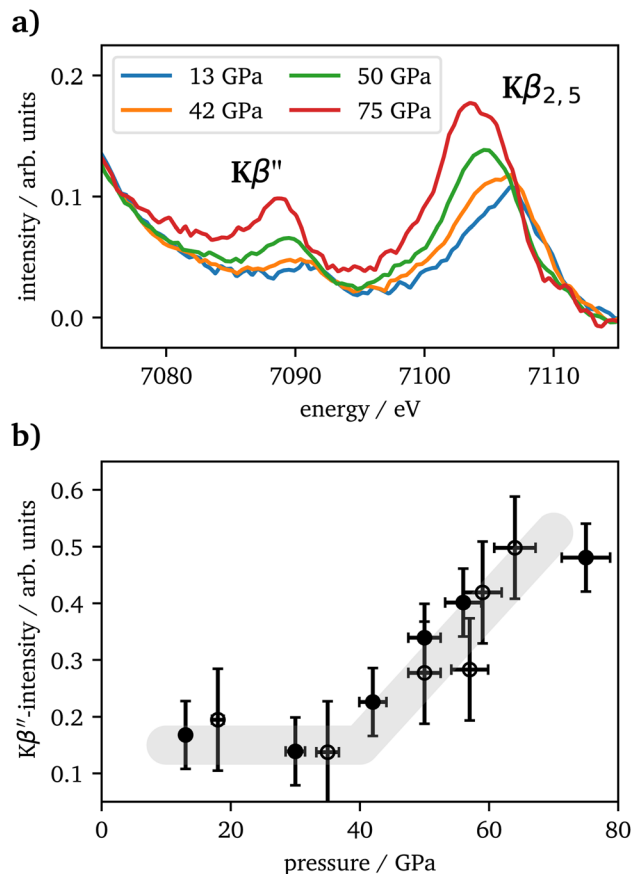 a)
13 GPa
50 GPa
42 GPa
75 GPa
Kβ₂,₅
Kβ"
0.2
0.1
0.0
intensity / arb. units
7080
7090
7100
7110
energy / eV
b)
0.6
0.5
0.4
0.3
0.2
0.1
Kβ''-intensity / arb. units
0
20
40
60
80
pressure / GPa